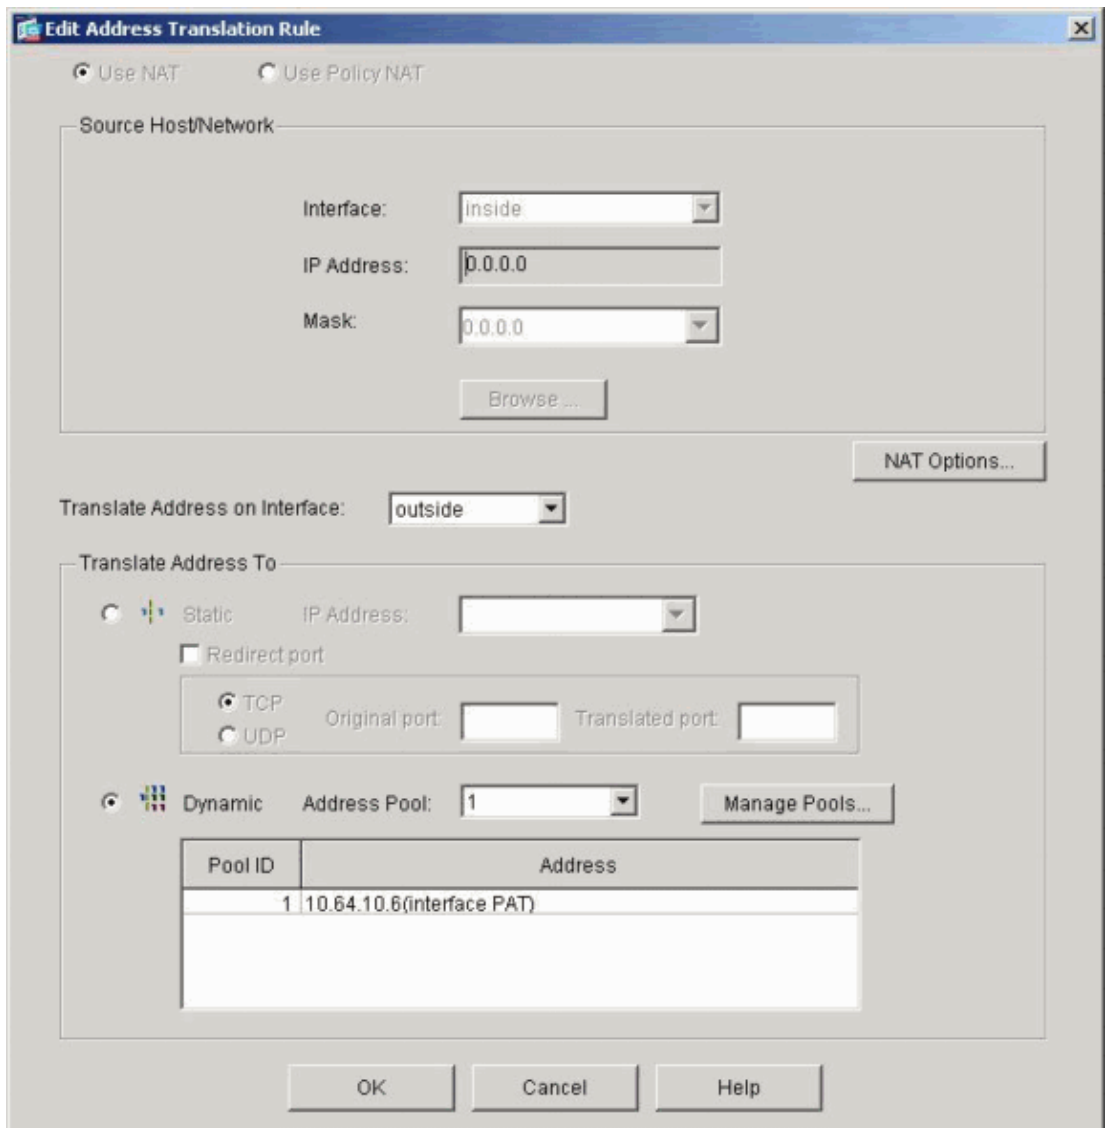 Edit Address Translation Rule
Use NAT Use Policy NAT
Source Host/Network
Interface: inside
IP Address: 0.0.0.0
Mask: 0.0.0.0
Browse ...
NAT Options...
Translate Address on Interface: outside
Translate Address To
Static IP Address:
Redirect port
TCP
UDP
Original port: Translated port:
Dynamic Address Pool: 1 Manage Pools...
Pool ID Address
1 10.64.10.6(interface PAT)
OK Cancel Help